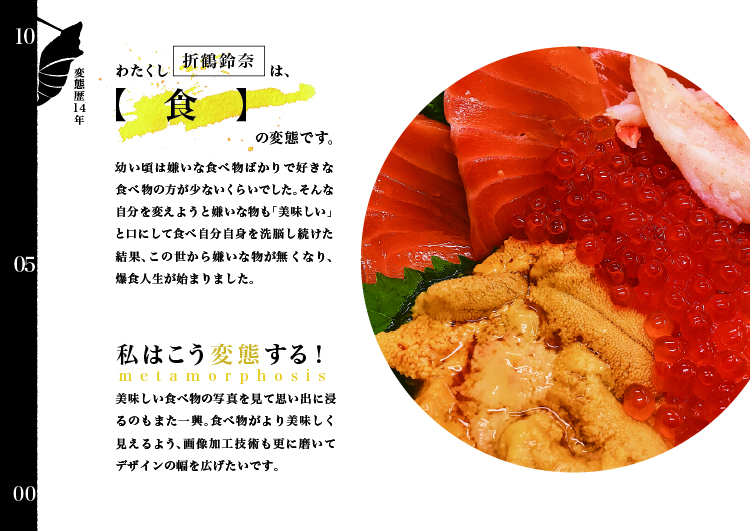 10
変態歴14年
わたくし 折鶴鈴奈 は、
【 食 】
の変態です。
幼い頃は嫌いな食べ物ばかりで好きな
食べ物の方が少ないくらいでした。そんな
自分を変えようと嫌いな物も「美味しい」
と口にして食べ自分自身を洗脳し続けた
結果、この世から嫌いな物が無くなり、
爆食人生が始まりました。
05
私はこう変態する！
metamorphosis
美味しい食べ物の写真を見て思い出に浸
るのもまた一興。食べ物がより美味しく
見えるよう、画像加工技術も更に磨いて
デザインの幅を広げたいです。
00